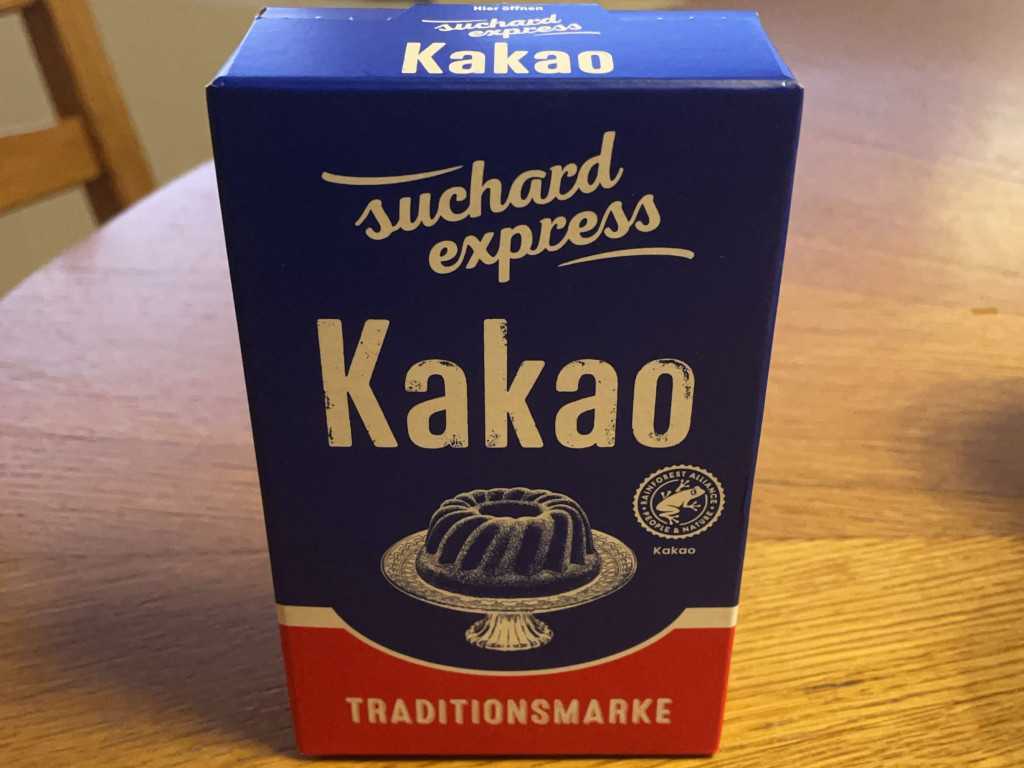 Hier öffnen
suchard
express
Kakao
suchard
express
Kakao
RAINFOREST ALLIANCE
PEOPLE & NATURE
Kakao
TRADITIONSMARKE